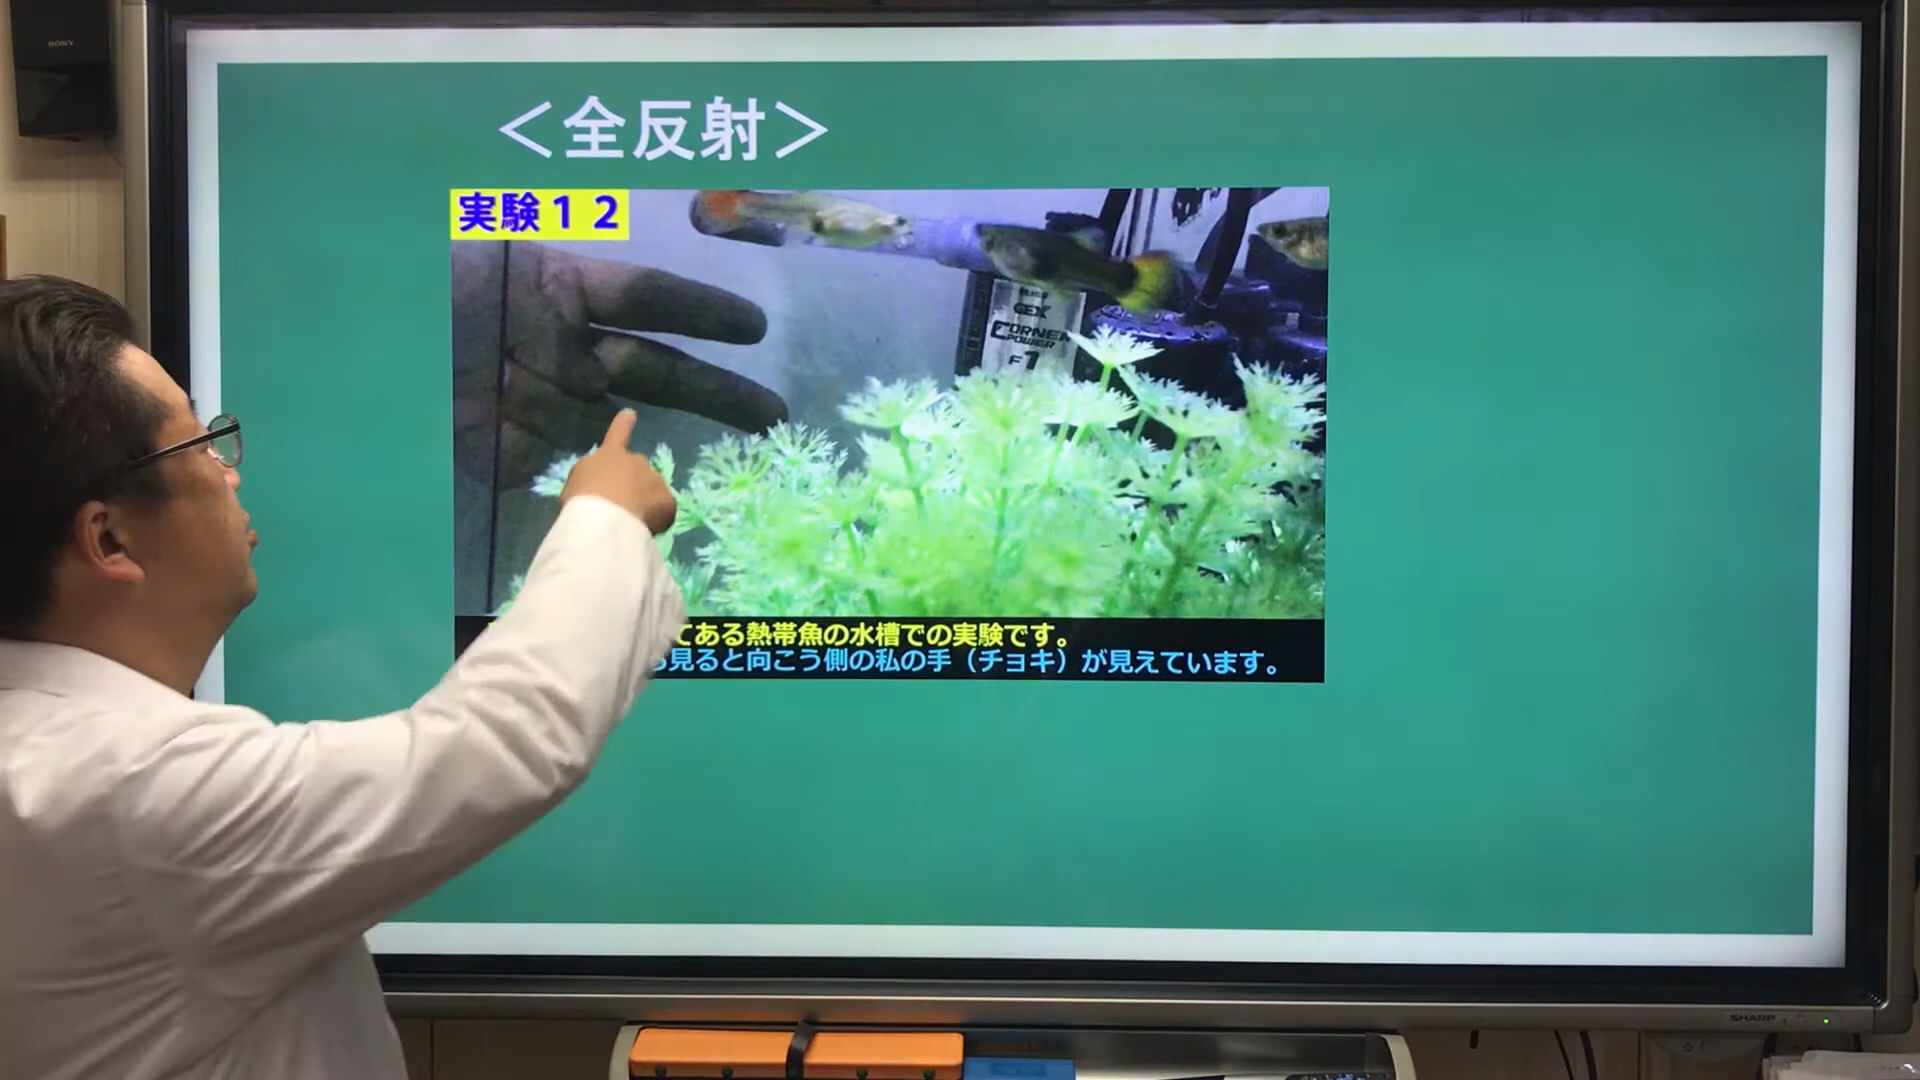 SONY
＜全反射＞
実験１２
GEX
CORNER
POWER
F1
てある熱帯魚の水槽での実験です。
ら見ると向こう側の私の手（チョキ）が見えています。
SHARP